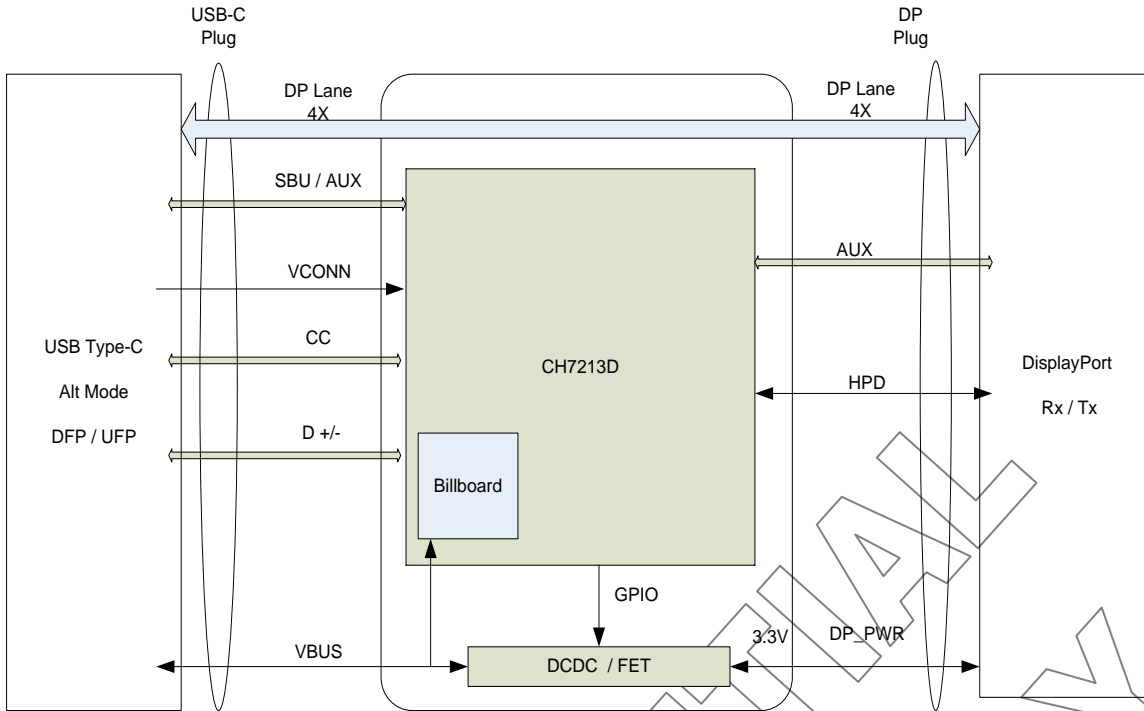 USB-C
Plug
DP
Plug
DP Lane
4X
DP Lane
4X
SBU / AUX
AUX
VCONN
CC
USB Type-C
Alt Mode
DFP / UFP
CH7213D
DisplayPort
Rx / Tx
HPD
D +/-
Billboard
GPIO
VBUS
DCDC / FET
3.3V
DP_PWR
TIAL
Y